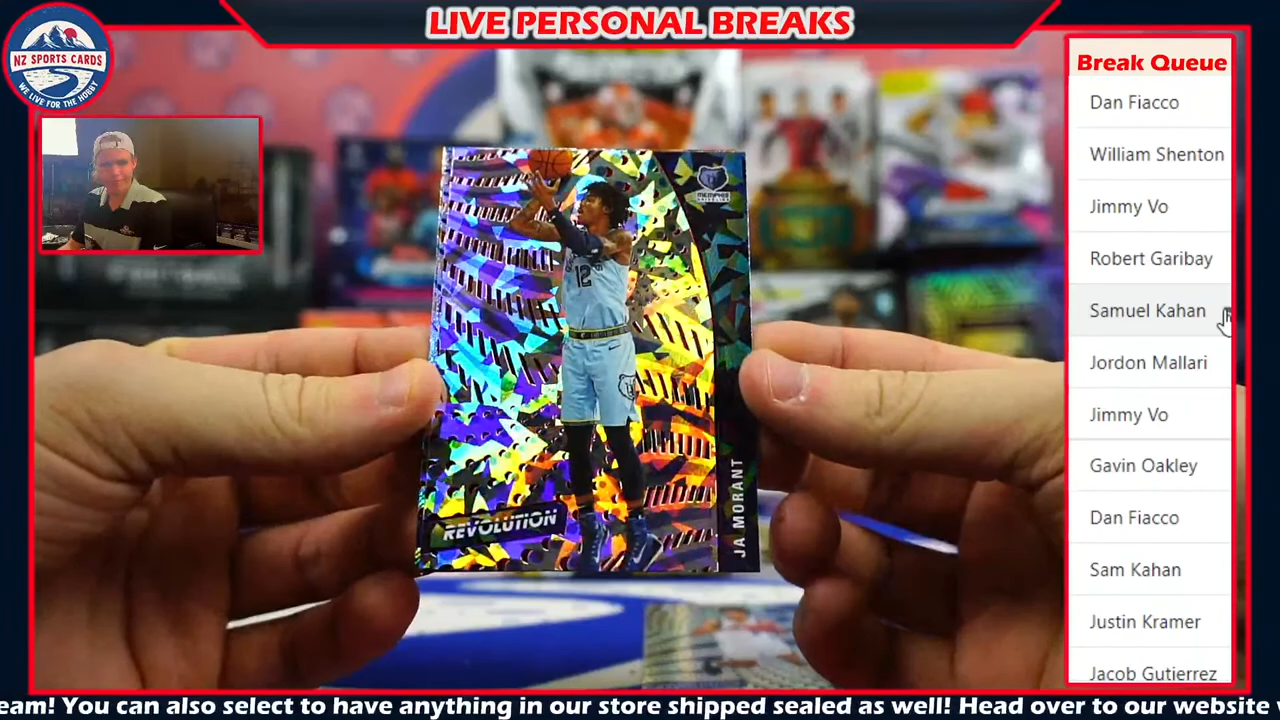 LIVE PERSONAL BREAKS
NZ SPORTS CARDS
WE LIVE FOR THE HOBBY
Break Queue
Dan Fiacco
William Shenton
Jimmy Vo
Robert Garibay
Samuel Kahan
Jordon Mallari
Jimmy Vo
Gavin Oakley
Dan Fiacco
Sam Kahan
Justin Kramer
Jacob Gutierrez
MEMPHIS
GRIZZLIES
12
REVOLUTION
JA MORANT
eam! You can also select to have anything in our store shipped sealed as well! Head over to our website